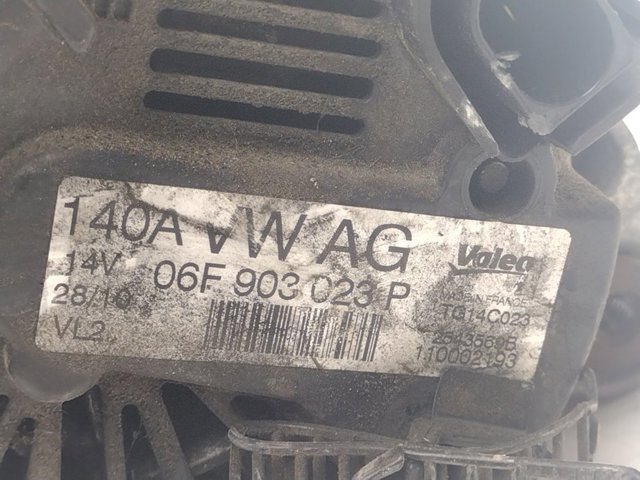 140A VW AG
14V 06F 903 023 P
28/10
VL2
Valeo
MADE IN FRANCE
TG14C023
2543569B
110002193